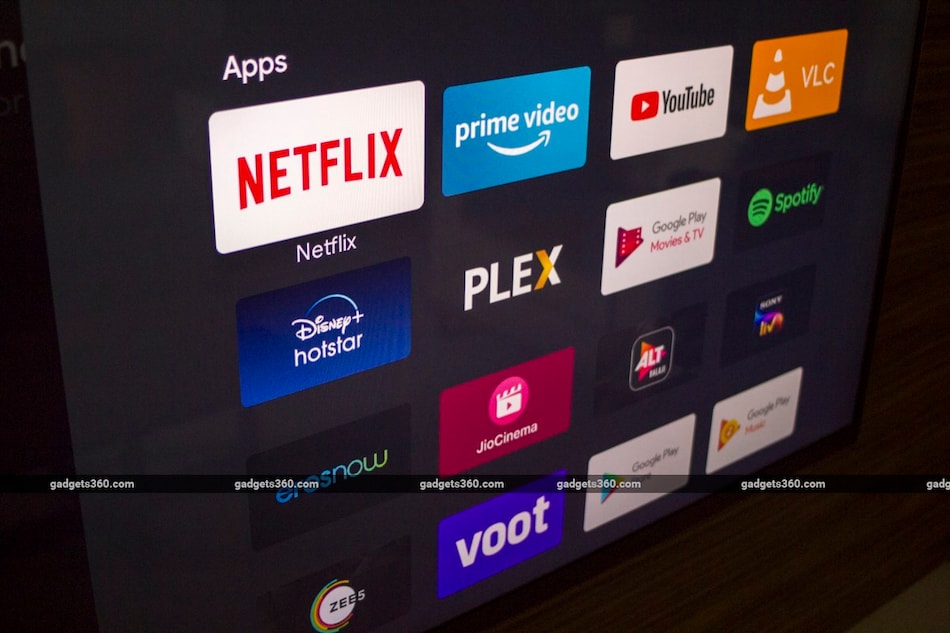 Apps
NETFLIX
prime video
YouTube
VLC
Netflix
Disney+
hotstar
PLEX
Google Play
Movies & TV
Spotify
erosnow
JioCinema
ALT
BALAJI
SONY
liv
ZEE5
voot
Google Play
Google Play
Music
gadgets360.com
gadgets360.com
gadgets360.com
gadgets360.com
gadgets360.com